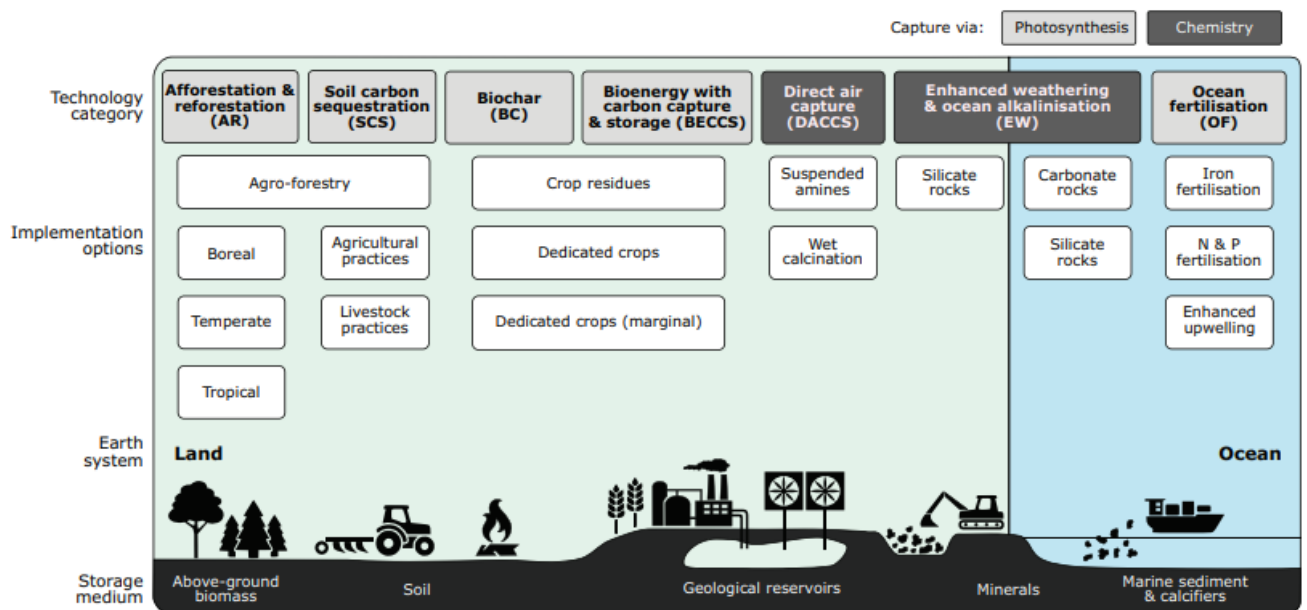 Capture via: Photosynthesis Chemistry
Technology
category
Afforestation &
reforestation
(AR)
Soil carbon
sequestration
(SCS)
Biochar
(BC)
Bioenergy with
carbon capture
& storage (BECCS)
Direct air
capture
(DACCS)
Enhanced weathering
& ocean alkalinisation
(EW)
Ocean
fertilisation
(OF)
Implementation
options
Agro-forestry
Crop residues
Suspended
amines
Silicate
rocks
Carbonate
rocks
Iron
fertilisation
Boreal
Agricultural
practices
Dedicated crops
Wet
calcination
Silicate
rocks
N & P
fertilisation
Temperate
Livestock
practices
Dedicated crops (marginal)
Enhanced
upwelling
Tropical
Earth
system
Land
Ocean
Storage
medium
Above-ground
biomass
Soil
Geological reservoirs
Minerals
Marine sediment
& calcifiers